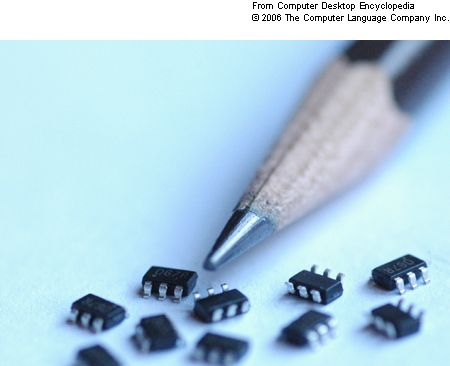 From Computer Desktop Encyclopedia
© 2006 The Computer Language Company Inc.